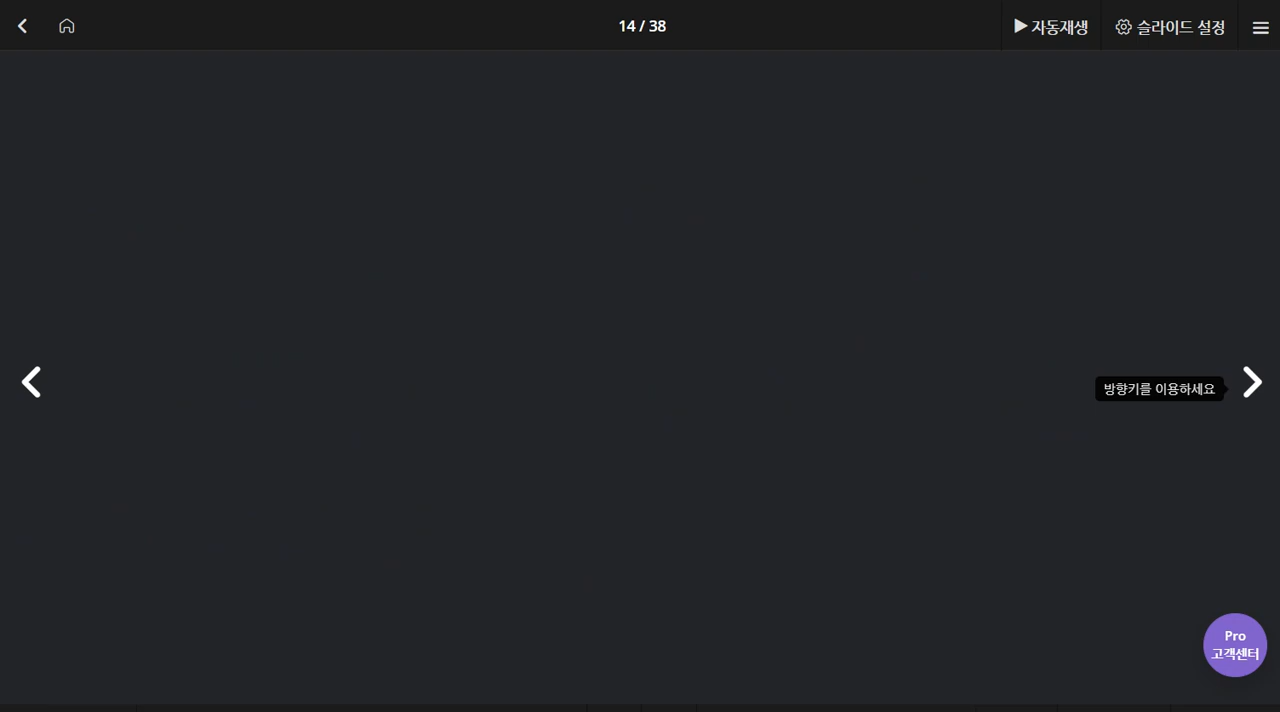 14 / 38
자동재생
슬라이드 설정
방향키를 이용하세요
Pro
고객센터